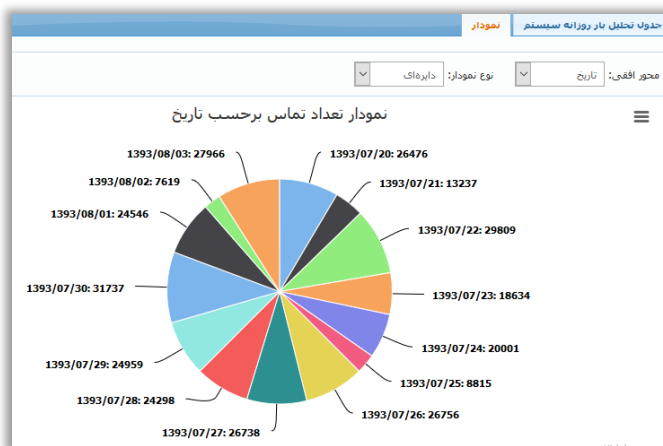 جدول تحلیل بار روزانه سیستم
نمودار
محور افقی: تاریخ
نوع نمودار: دایره‌ای
نمودار تعداد تماس برحسب تاریخ
1393/07/20: 26476
1393/07/21: 13237
1393/07/22: 29809
1393/07/23: 18634
1393/07/24: 20001
1393/07/25: 8815
1393/07/26: 26756
1393/07/27: 26738
1393/07/28: 24298
1393/07/29: 24959
1393/07/30: 31737
1393/08/01: 24546
1393/08/02: 7619
1393/08/03: 27966